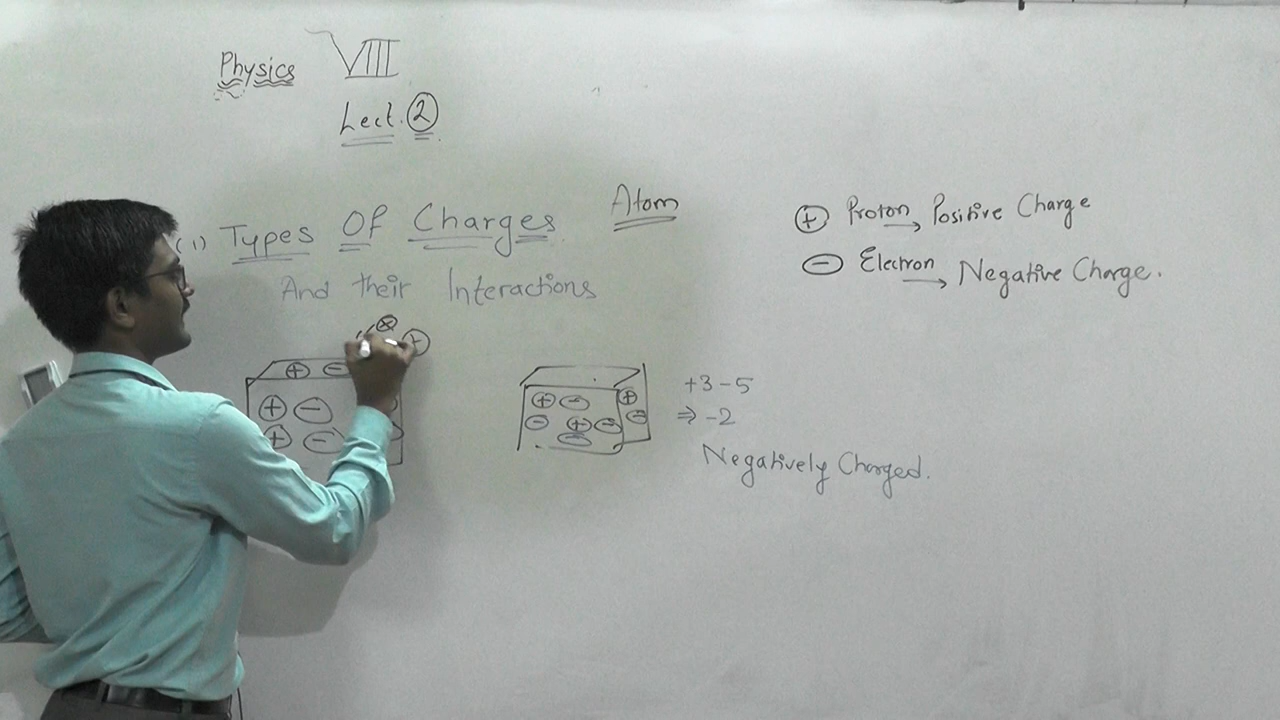 Physics VIII
Lect. 2
(1) Types Of Charges
And their Interactions
Atom
+ Proton → Positive Charge
− Electron → Negative Charge.
+ −
+ −
+ −
+
+ − +
− + − −
−
+3 −5
⇒ −2
Negatively Charged.